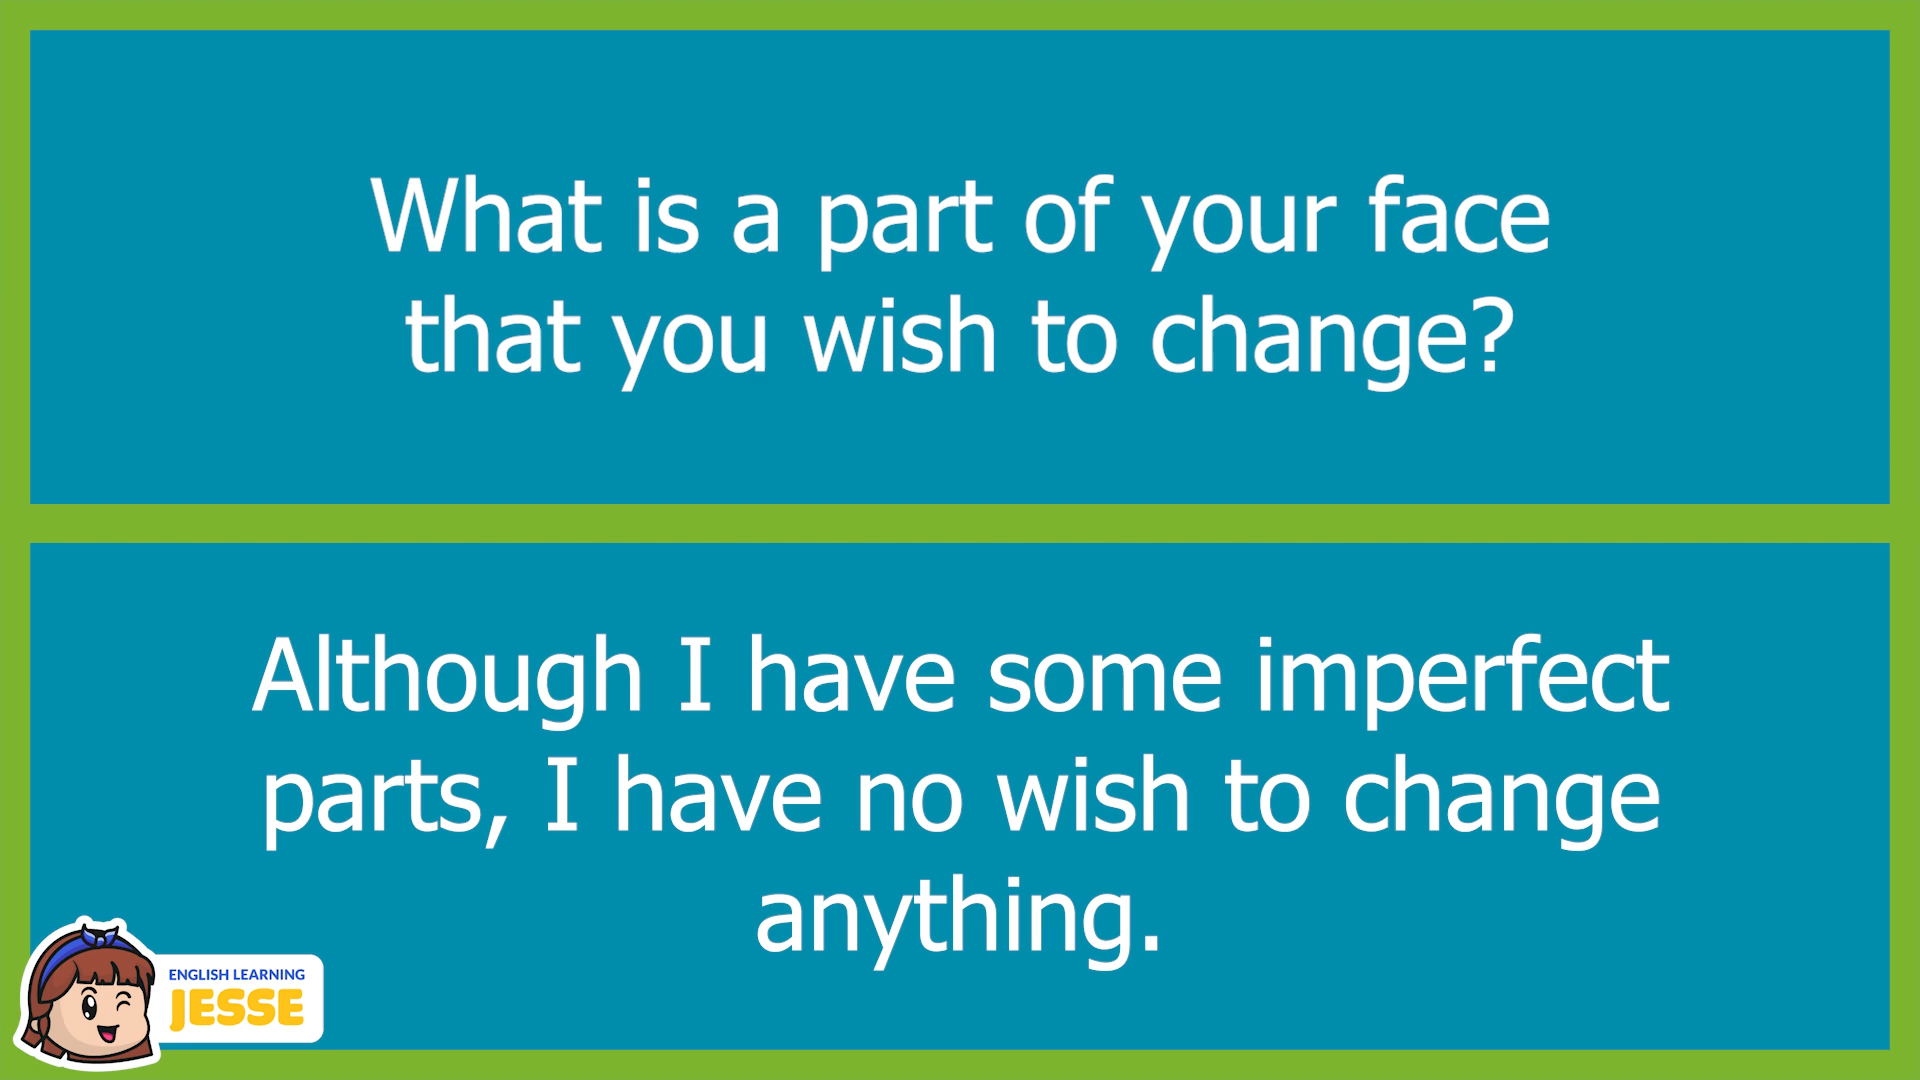 What is a part of your face
that you wish to change?
Although I have some imperfect
parts, I have no wish to change
anything.
ENGLISH LEARNING
JESSE